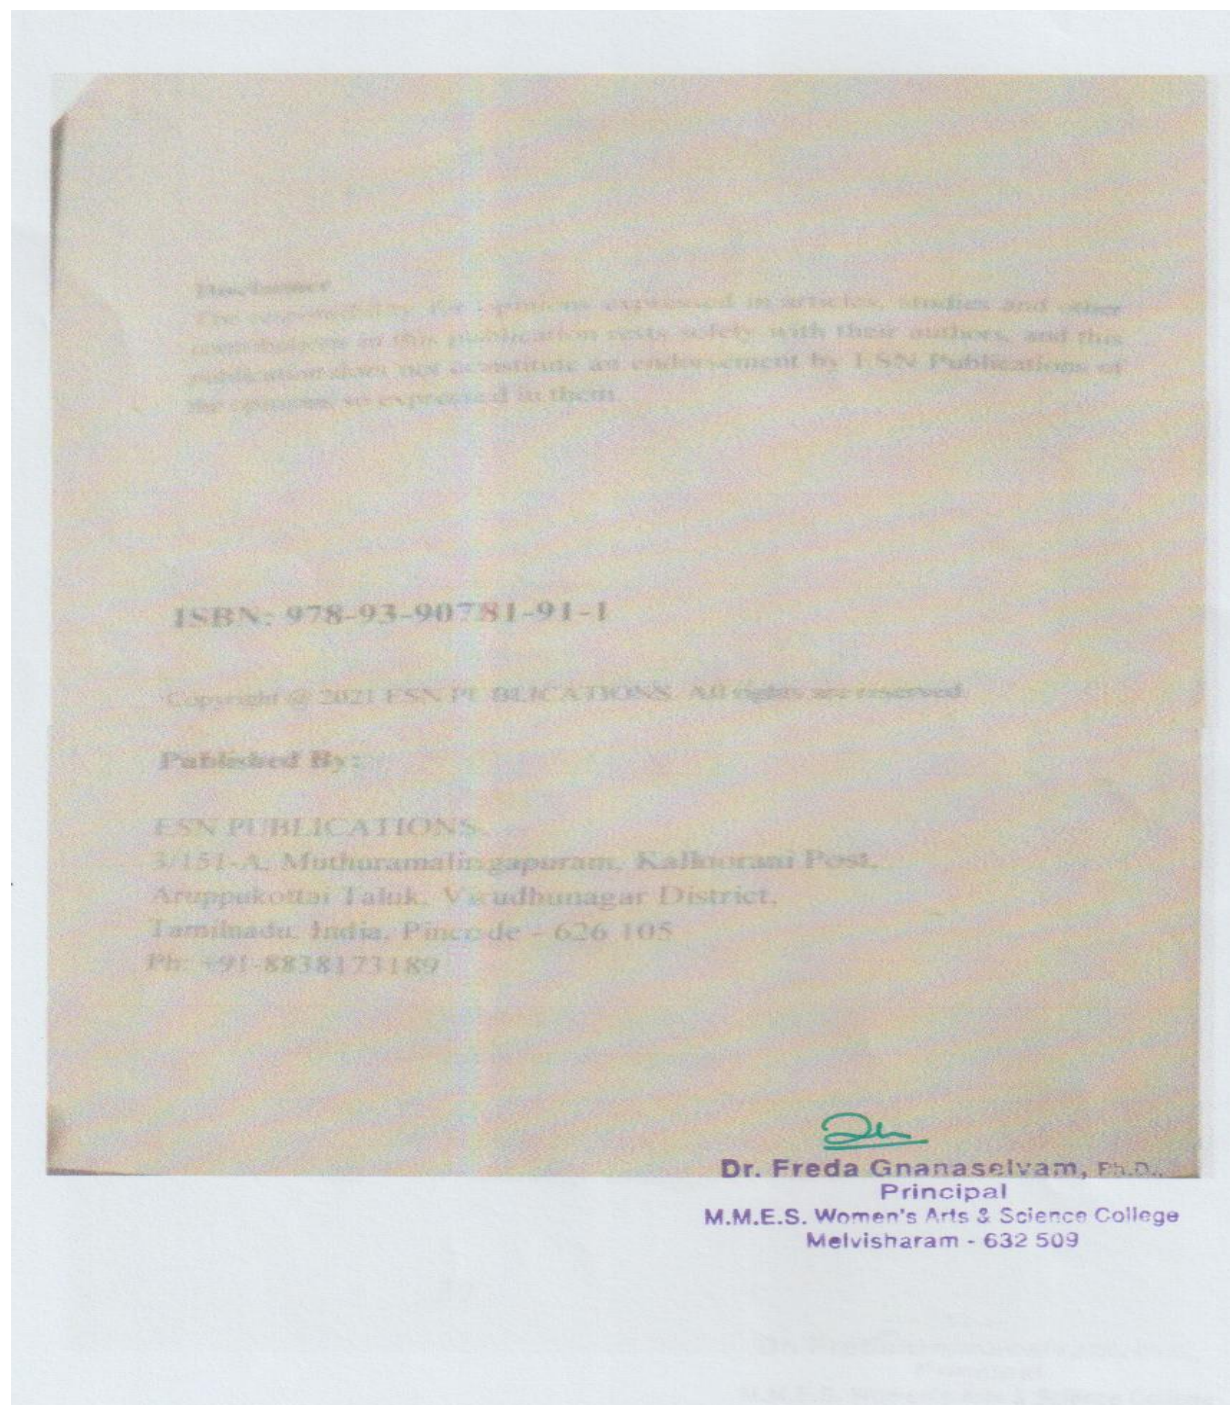 Disclaimer
The responsibility for opinions expressed in articles, studies and other
contributions in this publication rests solely with their authors, and this
publication does not constitute an endorsement by ESN Publications of
the opinions so expressed in them.
ISBN: 978-93-90781-91-1
Copyright @ 2021 ESN PUBLICATIONS. All rights are reserved.
Published By:
ESN PUBLICATIONS
3/151-A, Muthuramalingapuram, Kalloorani Post,
Aruppukottai Taluk, Virudhunagar District,
Tamilnadu, India, Pincode - 626 105
Ph: +91-8838173189
Dr. Freda Gnanaselvam, Ph.D.,
Principal
M.M.E.S. Women's Arts & Science College
Melvisharam - 632 509